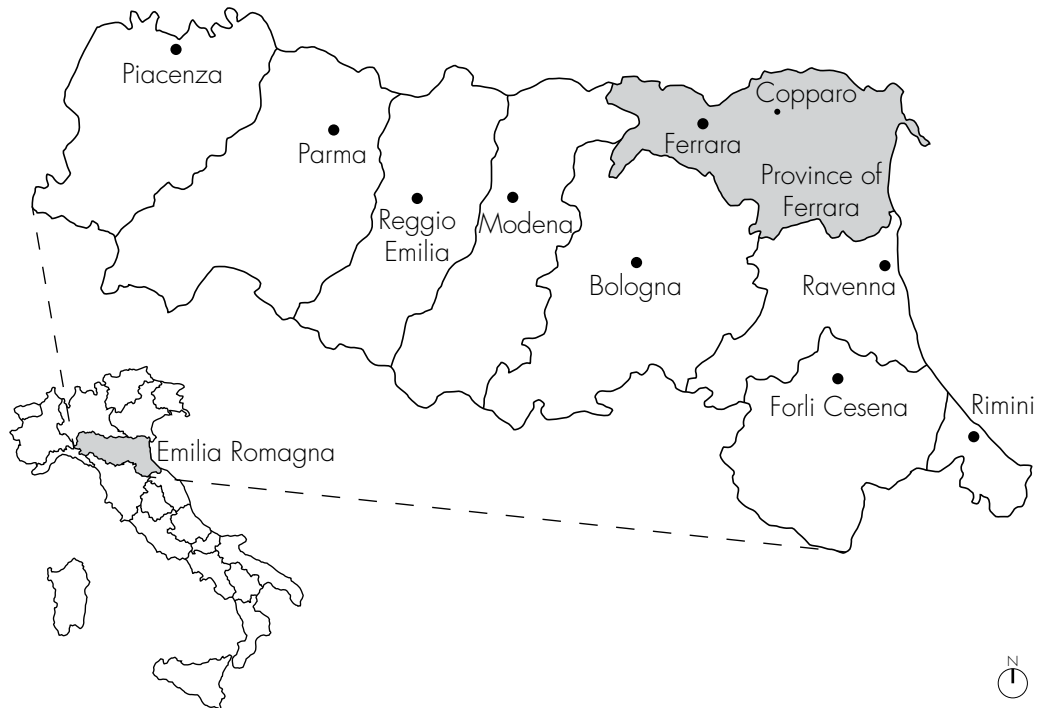 Piacenza
Copparo
Ferrara
Parma
Province of
Ferrara
Reggio
Emilia
Modena
Bologna
Ravenna
Forli Cesena
Rimini
Emilia Romagna
N